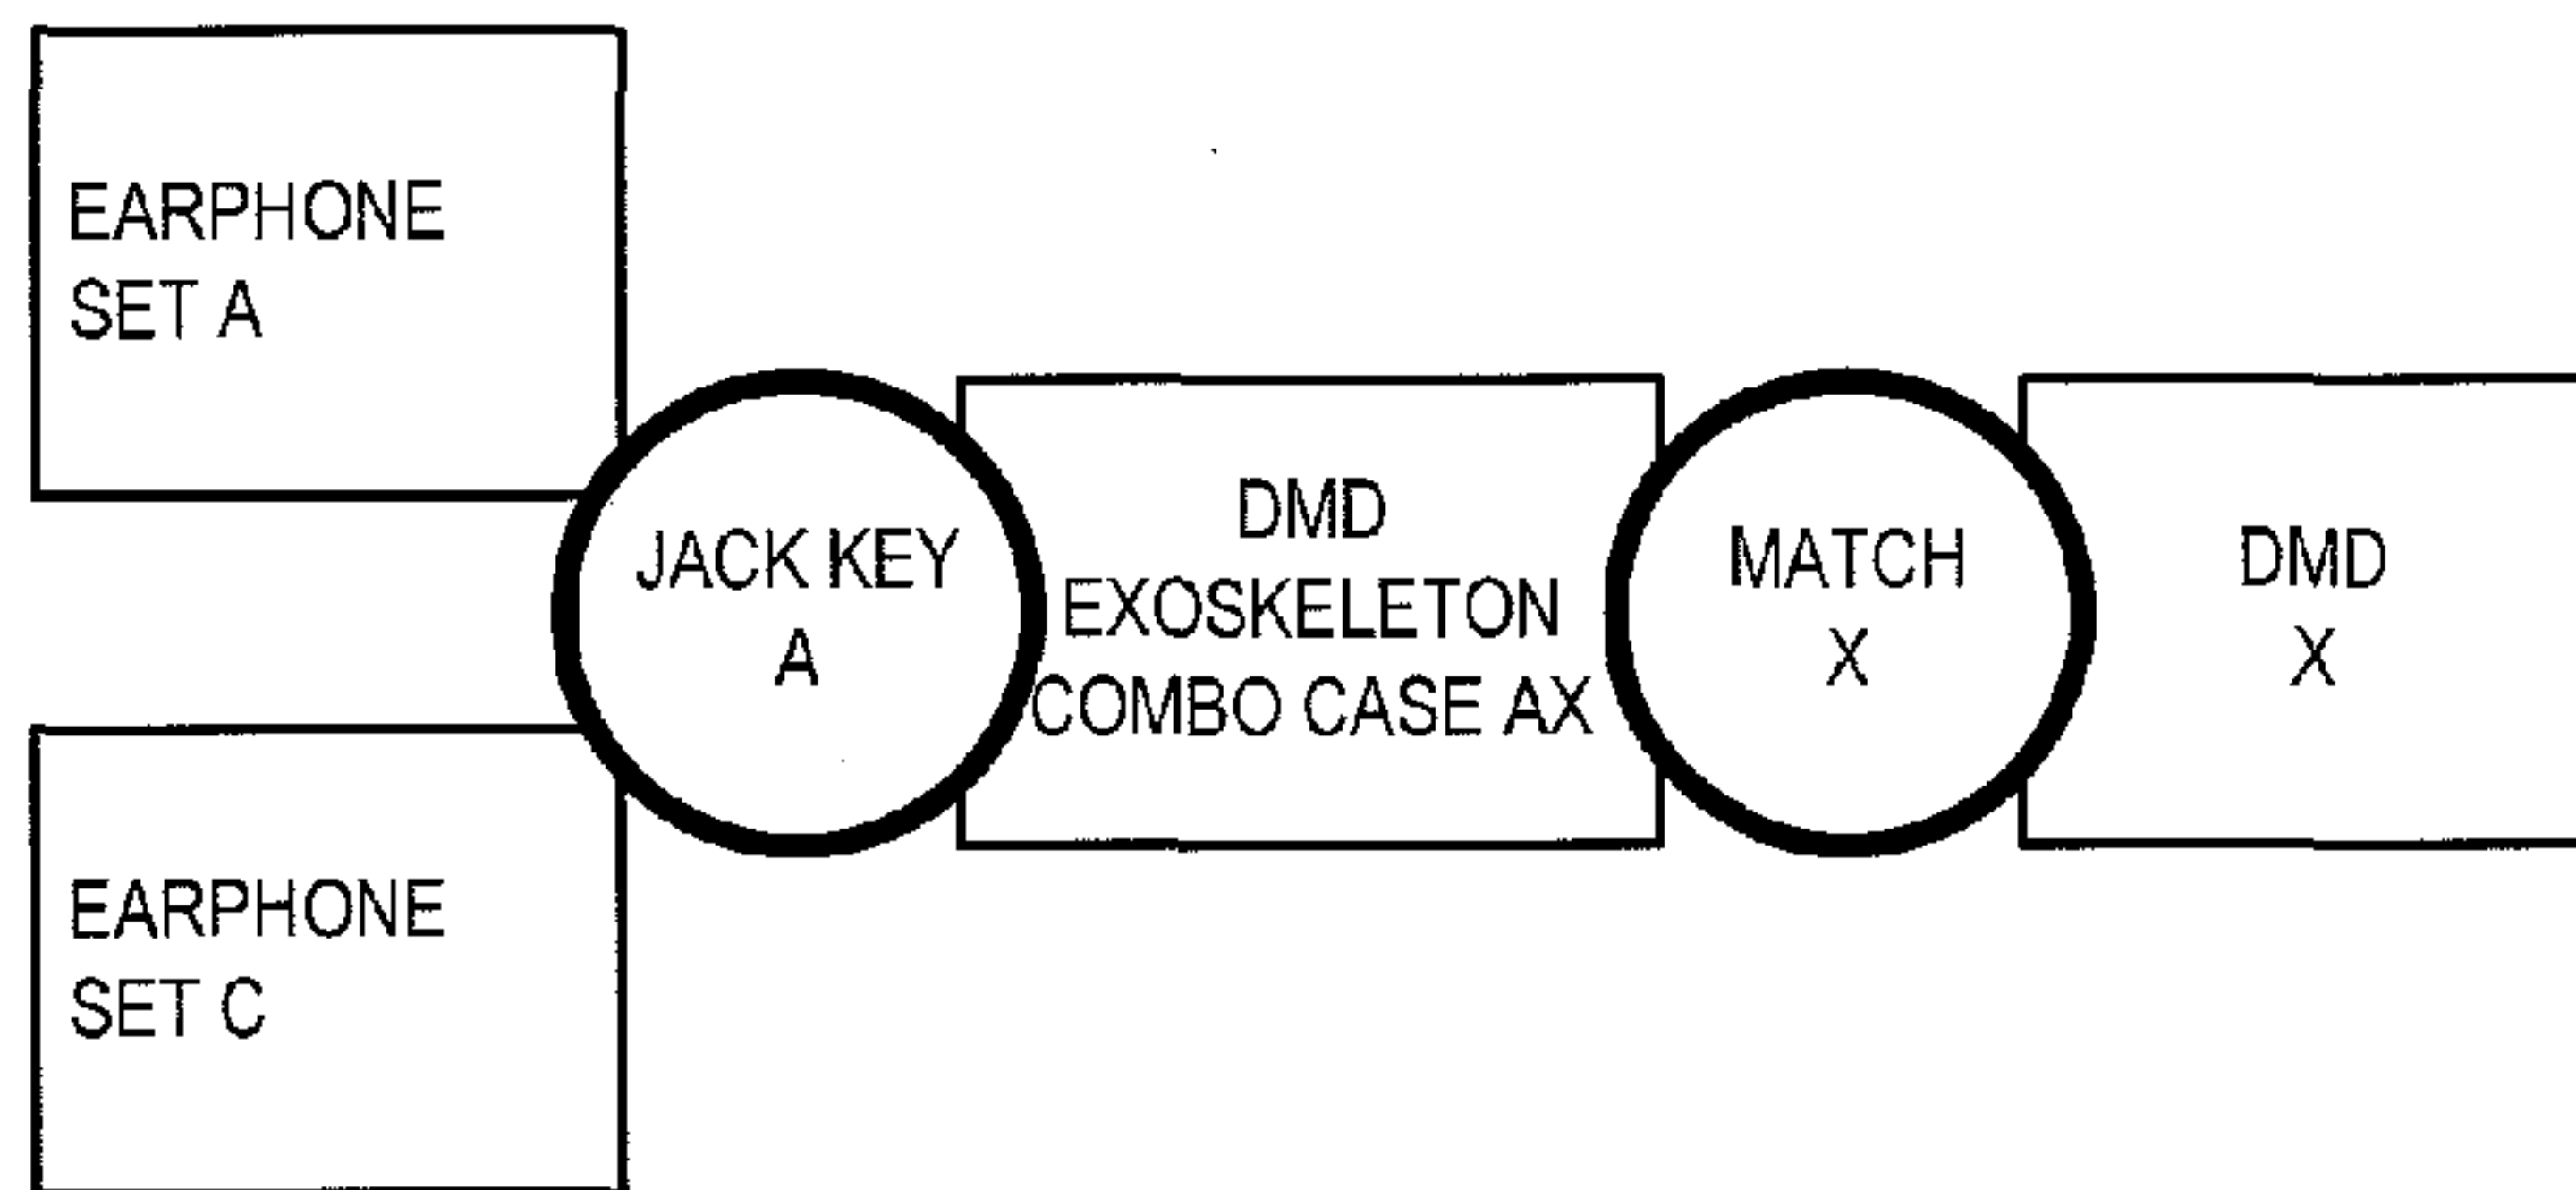 EARPHONE
SET A
JACK KEY
A
DMD
EXOSKELETON
COMBO CASE AX
MATCH
X
DMD
X
EARPHONE
SET C